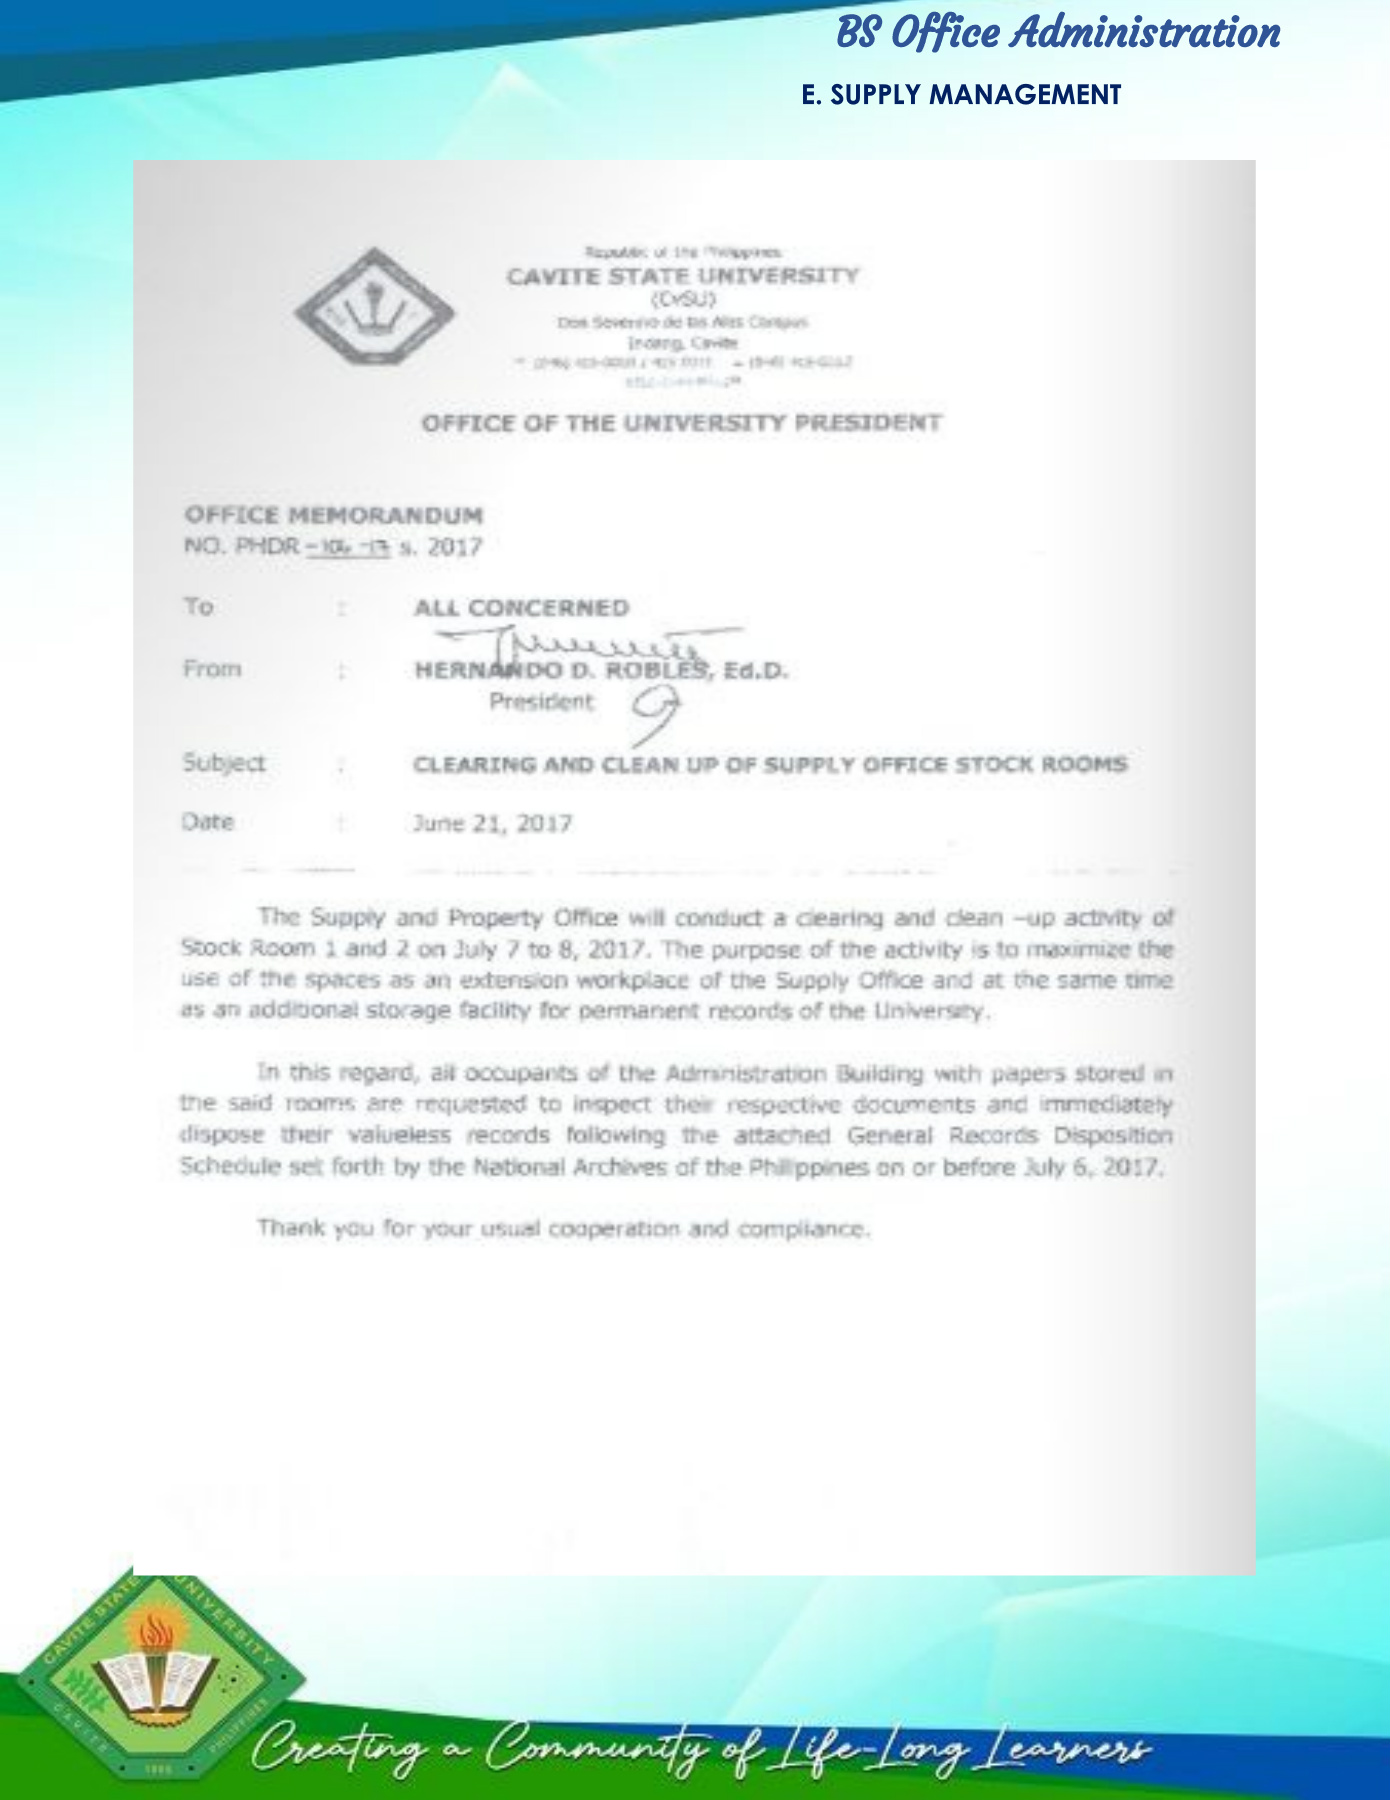 BS Office Administration
E. SUPPLY MANAGEMENT
Republic of the Philippines
CAVITE STATE UNIVERSITY
(CvSU)
Don Severino de las Alas Campus
Indang, Cavite
OFFICE OF THE UNIVERSITY PRESIDENT
OFFICE MEMORANDUM
NO. PHDR s. 2017
To : ALL CONCERNED
From : HERNANDO D. ROBLES, Ed.D.
President
Subject : CLEARING AND CLEAN UP OF SUPPLY OFFICE STOCK ROOMS
Date : June 21, 2017
The Supply and Property Office will conduct a clearing and clean –up activity of
Stock Room 1 and 2 on July 7 to 8, 2017. The purpose of the activity is to maximize the
use of the spaces as an extension workplace of the Supply Office and at the same time
as an additional storage facility for permanent records of the University.
In this regard, all occupants of the Administration Building with papers stored in
the said rooms are requested to inspect their respective documents and immediately
dispose their valueless records following the attached General Records Disposition
Schedule set forth by the National Archives of the Philippines on or before July 6, 2017.
Thank you for your usual cooperation and compliance.
CAVITE STATE UNIVERSITY
CAVITE
1906
PHILIPPINES
Creating a Community of Life-Long Learners